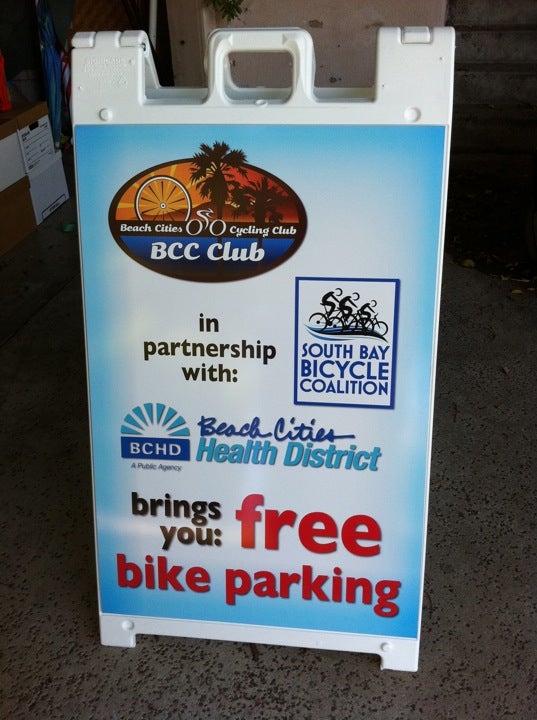 Beach Cities Cycling Club
BCC Club
in
partnership
with:
SOUTH BAY
BICYCLE
COALITION
BCHD
A Public Agency
Beach Cities
Health District
brings
you: free
bike parking